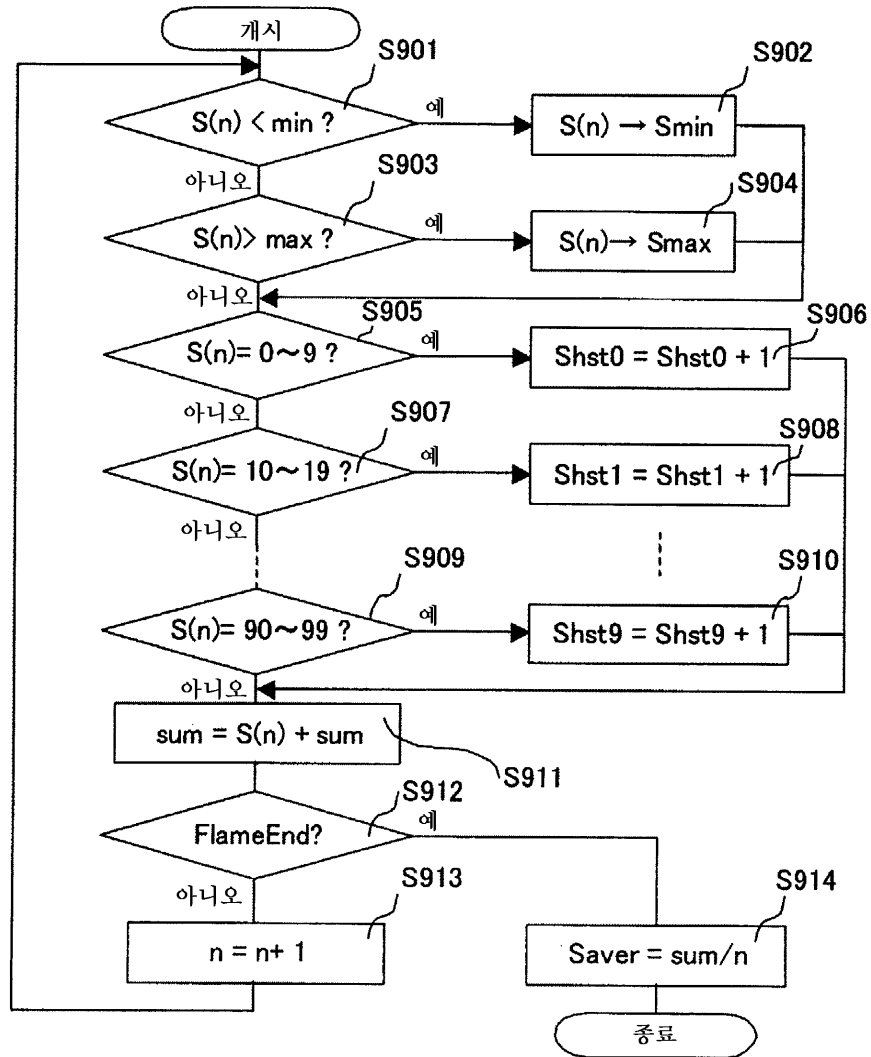 개시
S901
S(n) < min ?
예
S902
S(n) → Smin
아니오
S903
S(n)> max ?
예
S904
S(n)→ Smax
아니오
S905
S(n)= 0～9 ?
예
S906
Shst0 = Shst0 + 1
아니오
S907
S(n)= 10～19 ?
예
S908
Shst1 = Shst1 + 1
아니오
S909
S(n)= 90～99 ?
예
S910
Shst9 = Shst9 + 1
아니오
sum = S(n) + sum
S911
S912
FlameEnd?
예
아니오
S913
n = n+ 1
S914
Saver = sum/n
종료